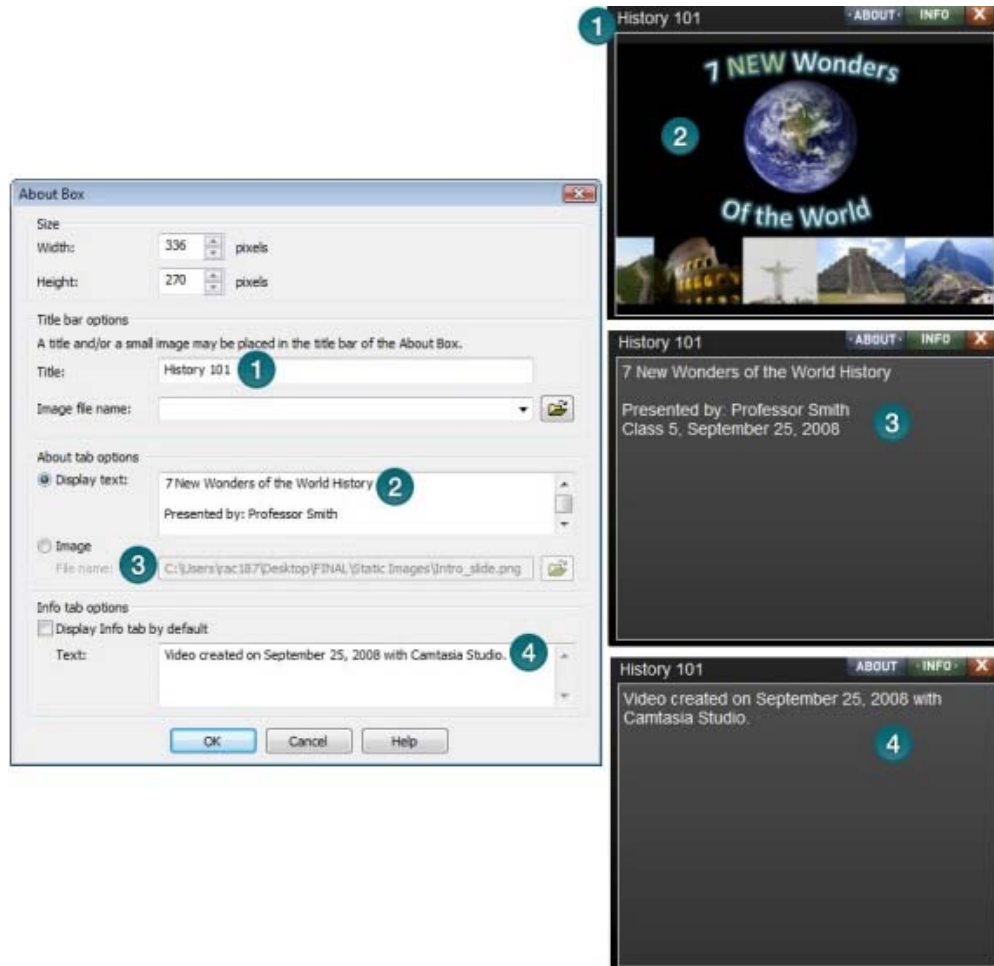 About Box
Size
Width: 336 pixels
Height: 270 pixels
Title bar options
A title and/or a small image may be placed in the title bar of the About Box.
Title: History 101 1
Image file name:
About tab options
Display text: 7 New Wonders of the World History 2
Presented by: Professor Smith
Image
File name: 3 C:\Users\rac187\Desktop\FINAL\Static Images\Intro_slide.png
Info tab options
Display Info tab by default
Text: Video created on September 25, 2008 with Camtasia Studio. 4
OK Cancel Help
1 History 101 ·ABOUT· INFO X
7 NEW Wonders
2
Of the World
History 101 ·ABOUT· INFO X
7 New Wonders of the World History
Presented by: Professor Smith
Class 5, September 25, 2008
3
History 101 ABOUT ·INFO· X
Video created on September 25, 2008 with
Camtasia Studio.
4